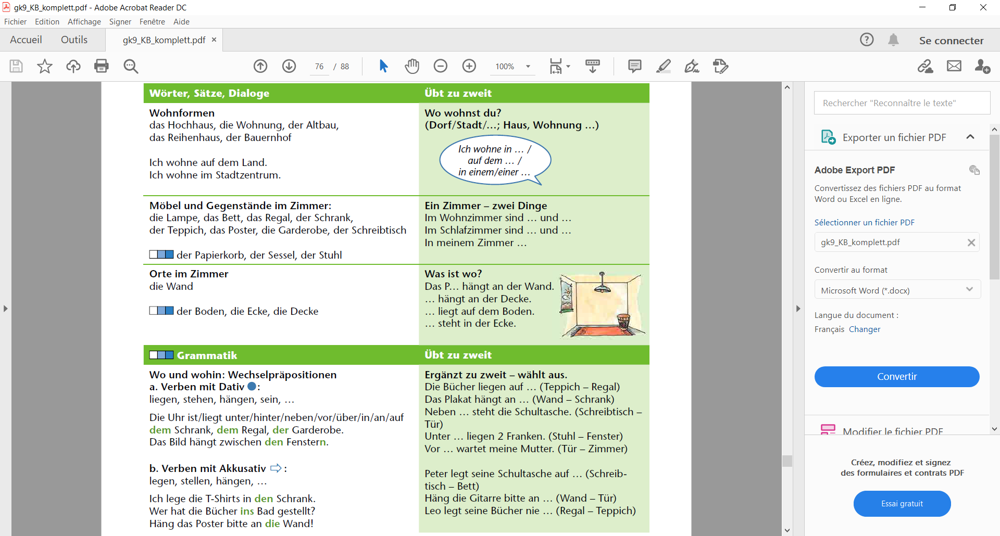 gk9_KB_komplett.pdf - Adobe Acrobat Reader DC
Fichier Edition Affichage Signer Fenêtre Aide
Accueil Outils gk9_KB_komplett.pdf × Se connecter
76 / 88 100%
Wörter, Sätze, Dialoge
Wohnformen
das Hochhaus, die Wohnung, der Altbau,
das Reihenhaus, der Bauernhof
Ich wohne auf dem Land.
Ich wohne im Stadtzentrum.
Übt zu zweit
Wo wohnst du?
(Dorf/Stadt/...; Haus, Wohnung ...)
Ich wohne in ... /
auf dem ... /
in einem/einer ...
Möbel und Gegenstände im Zimmer:
die Lampe, das Bett, das Regal, der Schrank,
der Teppich, das Poster, die Garderobe, der Schreibtisch
der Papierkorb, der Sessel, der Stuhl
Ein Zimmer – zwei Dinge
Im Wohnzimmer sind ... und ...
Im Schlafzimmer sind ... und ...
In meinem Zimmer ...
Orte im Zimmer
die Wand
der Boden, die Ecke, die Decke
Was ist wo?
Das P... hängt an der Wand.
... hängt an der Decke.
... liegt auf dem Boden.
... steht in der Ecke.
Grammatik
Wo und wohin: Wechselpräpositionen
a. Verben mit Dativ :
liegen, stehen, hängen, sein, ...
Die Uhr ist/liegt unter/hinter/neben/vor/über/in/an/auf
dem Schrank, dem Regal, der Garderobe.
Das Bild hängt zwischen den Fenstern.
b. Verben mit Akkusativ ⇨ :
legen, stellen, hängen, ...
Ich lege die T-Shirts in den Schrank.
Wer hat die Bücher ins Bad gestellt?
Häng das Poster bitte an die Wand!
Übt zu zweit
Ergänzt zu zweit – wählt aus.
Die Bücher liegen auf ... (Teppich – Regal)
Das Plakat hängt an ... (Wand – Schrank)
Neben ... steht die Schultasche. (Schreibtisch –
Tür)
Unter ... liegen 2 Franken. (Stuhl – Fenster)
Vor ... wartet meine Mutter. (Tür – Zimmer)
Peter legt seine Schultasche auf ... (Schreib-
tisch – Bett)
Häng die Gitarre bitte an ... (Wand – Tür)
Leo legt seine Bücher nie ... (Regal – Teppich)
Rechercher "Reconnaître le texte"
Exporter un fichier PDF
Adobe Export PDF
Convertissez des fichiers PDF au format
Word ou Excel en ligne.
Sélectionner un fichier PDF
gk9_KB_komplett.pdf
Convertir au format
Microsoft Word (*.docx)
Langue du document :
Français Changer
Convertir
Modifier le fichier PDF
Créez, modifiez et signez
des formulaires et contrats PDF
Essai gratuit